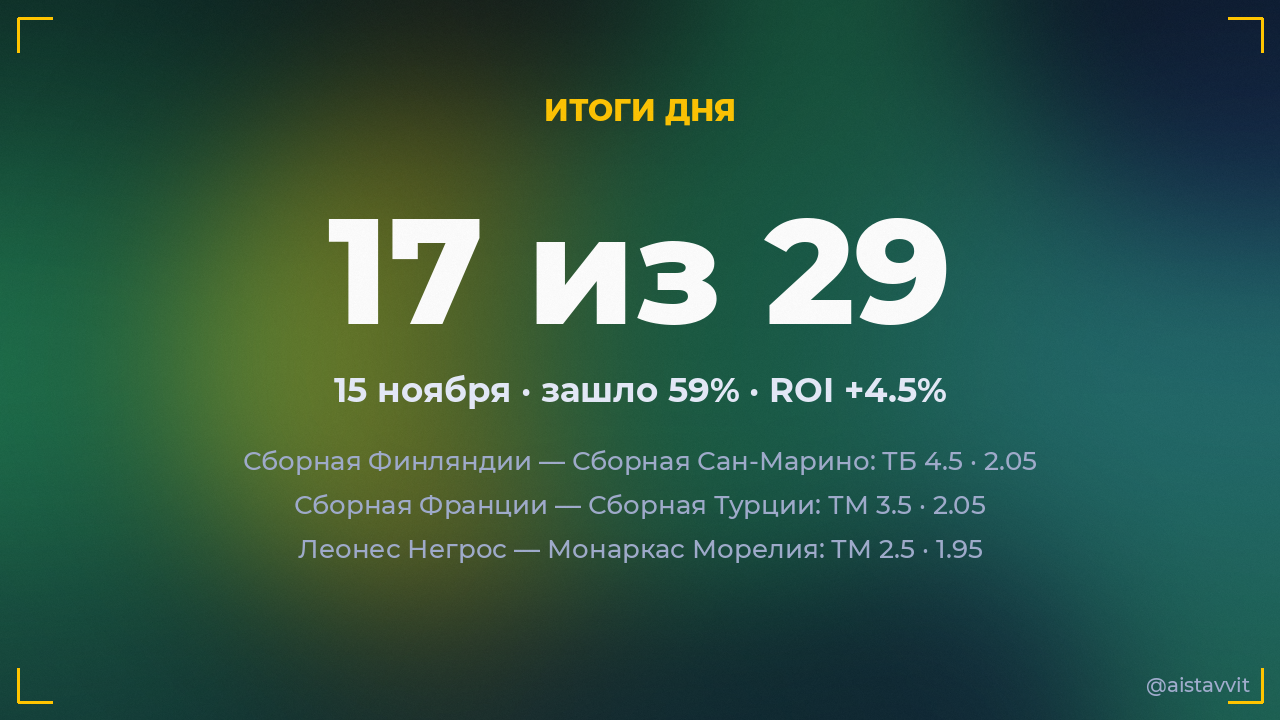 ИТОГИ ДНЯ
17 из 29
15 ноября · зашло 59% · ROI +4.5%
Сборная Финляндии — Сборная Сан-Марино: ТБ 4.5 · 2.05
Сборная Франции — Сборная Турции: ТМ 3.5 · 2.05
Леонес Негрос — Монаркас Морелия: ТМ 2.5 · 1.95
@aistavvit